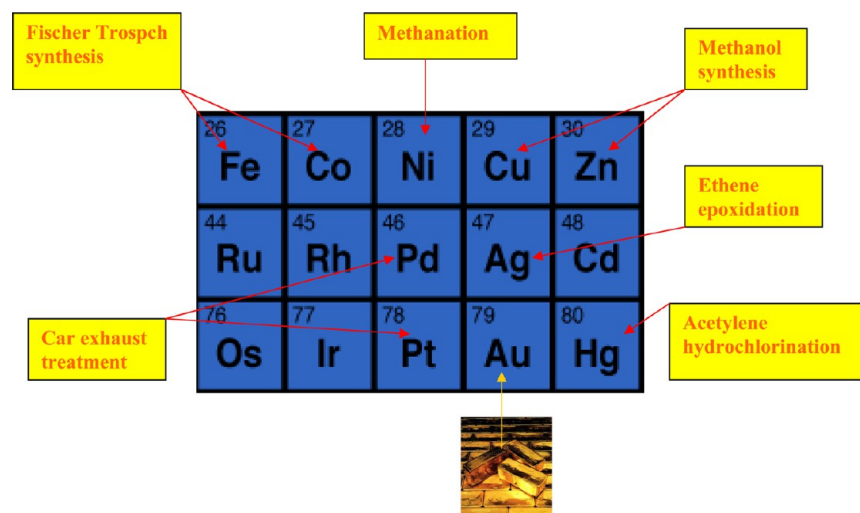 Fischer Trospch
synthesis
Methanation
Methanol
synthesis
26 27 28 29 30
Fe Co Ni Cu Zn
Ethene
epoxidation
44 45 46 47 48
Ru Rh Pd Ag Cd
76 77 78 79 80
Os Ir Pt Au Hg
Car exhaust
treatment
Acetylene
hydrochlorination